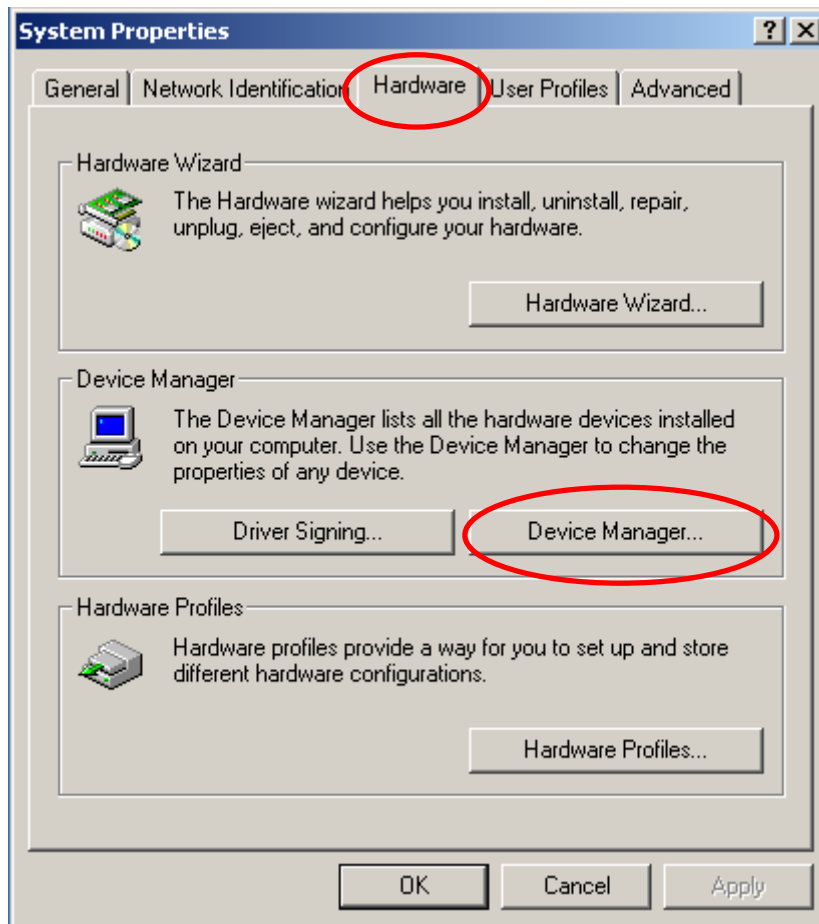 System Properties
General
Network Identification
Hardware
User Profiles
Advanced
Hardware Wizard
The Hardware wizard helps you install, uninstall, repair,
unplug, eject, and configure your hardware.
Hardware Wizard...
Device Manager
The Device Manager lists all the hardware devices installed
on your computer. Use the Device Manager to change the
properties of any device.
Driver Signing...
Device Manager...
Hardware Profiles
Hardware profiles provide a way for you to set up and store
different hardware configurations.
Hardware Profiles...
OK
Cancel
Apply